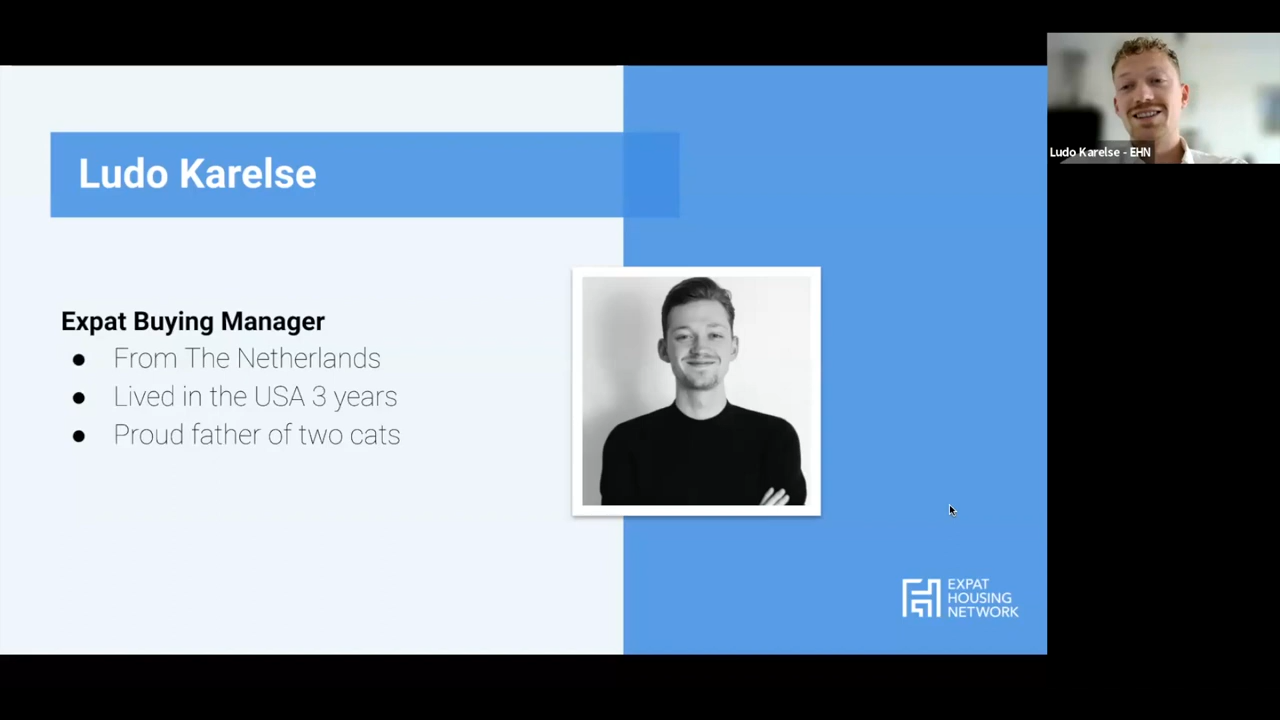 Ludo Karelse
Expat Buying Manager
● From The Netherlands
● Lived in the USA 3 years
● Proud father of two cats
EXPAT
HOUSING
NETWORK
Ludo Karelse - EHN